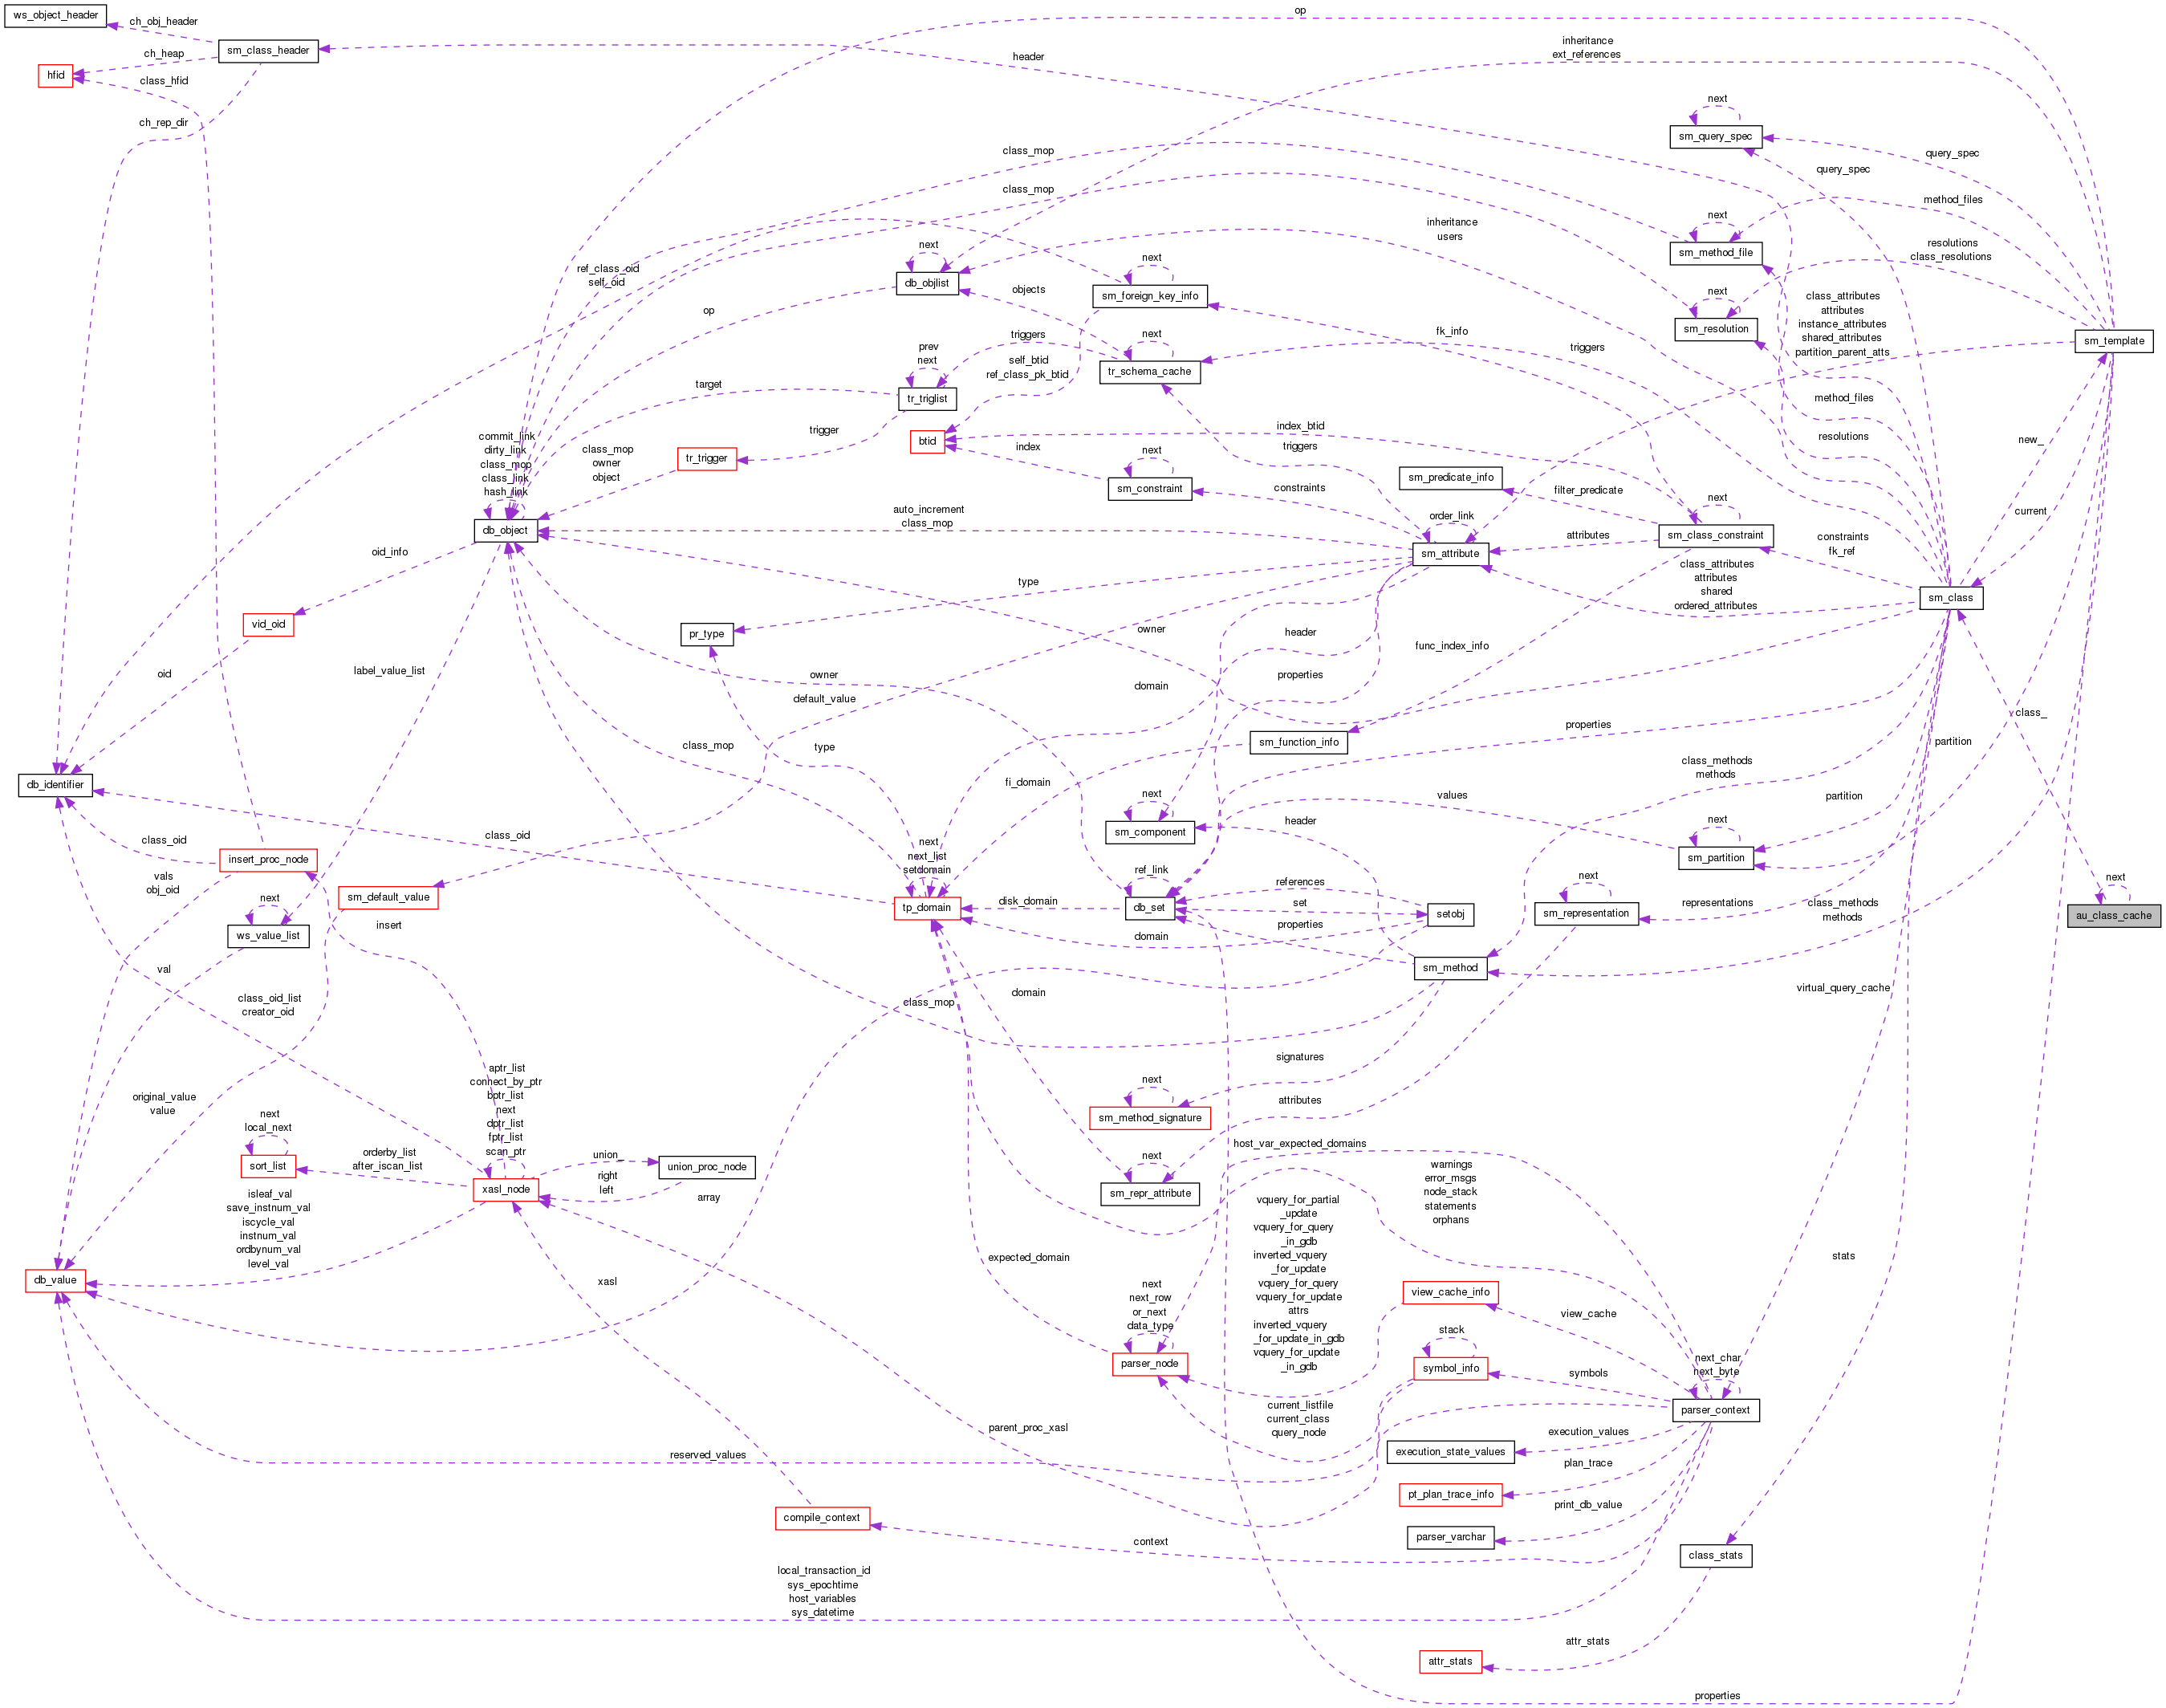 op
ws_object_header
ch_obj_header
inheritance
ext_references
sm_class_header
header
ch_heap
hfid
class_hfid
next
ch_rep_dir
sm_query_spec
class_mop
query_spec
query_spec
class_mop
method_files
next
inheritance
users
resolutions
class_resolutions
next
next
sm_method_file
ref_class_oid
self_oid
db_objlist
objects
sm_foreign_key_info
next
class_attributes
attributes
instance_attributes
shared_attributes
partition_parent_atts
op
fk_info
sm_resolution
sm_template
triggers
next
prev
next
triggers
self_btid
ref_class_pk_btid
tr_schema_cache
target
tr_triglist
method_files
trigger
index_btid
commit_link
dirty_link
class_mop
class_link
hash_link
class_mop
owner
object
tr_trigger
btid
index
next
triggers
resolutions
new_
sm_predicate_info
sm_constraint
constraints
filter_predicate
next
auto_increment
class_mop
order_link
current
db_object
attributes
sm_class_constraint
constraints
fk_ref
oid_info
sm_attribute
type
class_attributes
attributes
shared
ordered_attributes
sm_class
vid_oid
pr_type
header
owner
func_index_info
label_value_list
oid
owner
domain
properties
default_value
class_
properties
class_mop
type
sm_function_info
partition
class_methods
methods
db_identifier
fi_domain
next
values
partition
class_oid
class_oid
next
next_list
setdomain
sm_component
header
next
insert_proc_node
sm_partition
vals
obj_oid
ref_link
references
next
next
sm_default_value
tp_domain
disk_domain
db_set
set
setobj
sm_representation
representations
class_methods
methods
au_class_cache
next
insert
ws_value_list
domain
properties
val
sm_method
class_oid_list
creator_oid
class_mop
domain
virtual_query_cache
signatures
aptr_list
connect_by_ptr
bptr_list
next
dptr_list
fptr_list
scan_ptr
next
original_value
value
next
local_next
sm_method_signature
attributes
host_var_expected_domains
sort_list
orderby_list
after_iscan_list
union_
union_proc_node
next
warnings
error_msgs
node_stack
statements
orphans
xasl_node
right
left
array
sm_repr_attribute
isleaf_val
save_instnum_val
iscycle_val
instnum_val
ordbynum_val
level_val
vquery_for_partial
_update
vquery_for_query
_in_gdb
inverted_vquery
_for_update
vquery_for_query
vquery_for_update
attrs
inverted_vquery
_for_update_in_gdb
vquery_for_update
_in_gdb
expected_domain
stats
db_value
xasl
next
next_row
or_next
data_type
view_cache_info
view_cache
stack
parser_node
symbol_info
symbols
next_char
next_byte
current_listfile
current_class
query_node
parser_context
parent_proc_xasl
execution_values
reserved_values
execution_state_values
plan_trace
pt_plan_trace_info
print_db_value
compile_context
parser_varchar
context
class_stats
local_transaction_id
sys_epochtime
host_variables
sys_datetime
attr_stats
attr_stats
properties